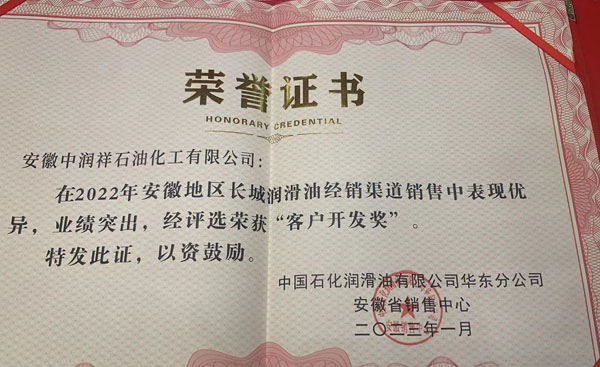 荣誉证书
HONORARY CREDENTIAL
安徽中润祥石油化工有限公司：
在2022年安徽地区长城润滑油经销渠道销售中表现优
异，业绩突出，经评选荣获“客户开发奖”。
特发此证，以资鼓励。
中国石化润滑油有限公司华东分公司
安徽省销售中心
二〇二三年一月